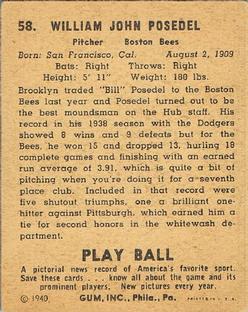 58. WILLIAM JOHN POSEDEL
Pitcher Boston Bees
Born: San Francisco, Cal. August 2, 1909
Bats: Right Throws: Right
Height: 5' 11" Weight: 188 lbs.
Brooklyn traded "Bill" Posedel to the Boston
Bees last year and Posedel turned out to be
the best moundsman on the Hub staff. His
record in his 1938 season with the Dodgers
showed 8 wins and 9 defeats but for the
Bees, he won 15 and dropped 13, hurling 18
complete games and finishing with an earned
run average of 3.91, which is quite a bit
of pitching when you're doing it for a seventh
place club. Included in that record were
five shutout triumphs, one a brilliant one-
hitter against Pittsburgh, which earned him a
tie for second honors in the whitewash de-
partment.
PLAY BALL
A pictorial news record of America's favorite sport.
Save these cards . . . know all about the game and its
prominent players. New pictures every year.
© 1940 GUM, INC., Phila., Pa. PRINTED IN U. S. A.